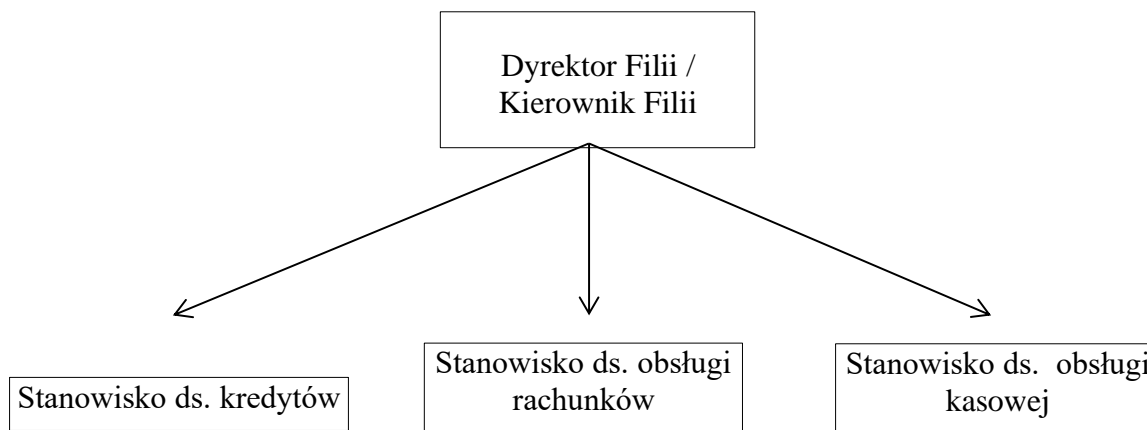 Dyrektor Filii /
Kierownik Filii
Stanowisko ds. kredytów
Stanowisko ds. obsługi
rachunków
Stanowisko ds. obsługi
kasowej